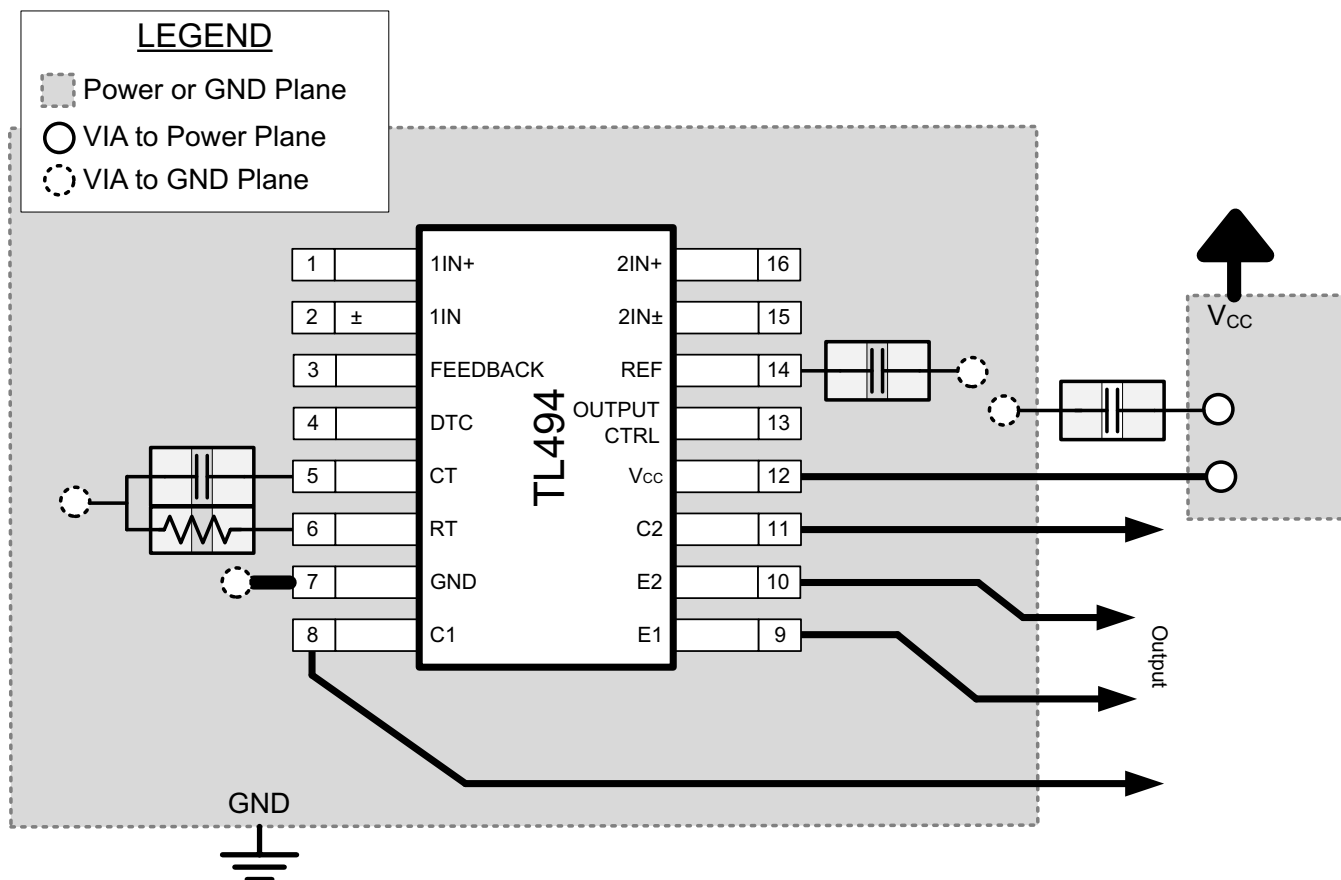 LEGEND
Power or GND Plane
VIA to Power Plane
VIA to GND Plane
1 1IN+
2 ± 1IN
3 FEEDBACK
4 DTC
5 CT
6 RT
7 GND
8 C1
TL494
2IN+ 16
2IN± 15
REF 14
OUTPUT
CTRL 13
VCC 12
C2 11
E2 10
E1 9
VCC
Output
GND